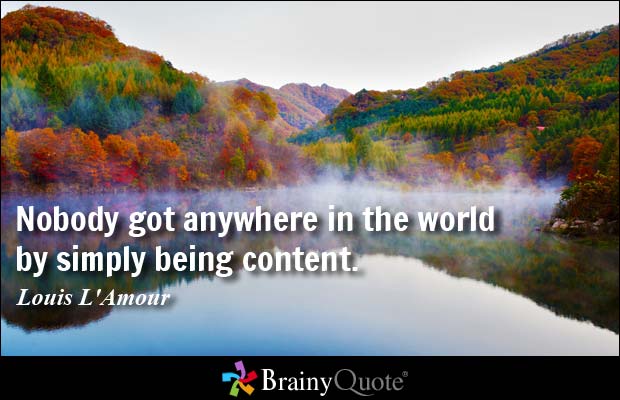 Nobody got anywhere in the world
by simply being content.
Louis L'Amour
BrainyQuote®